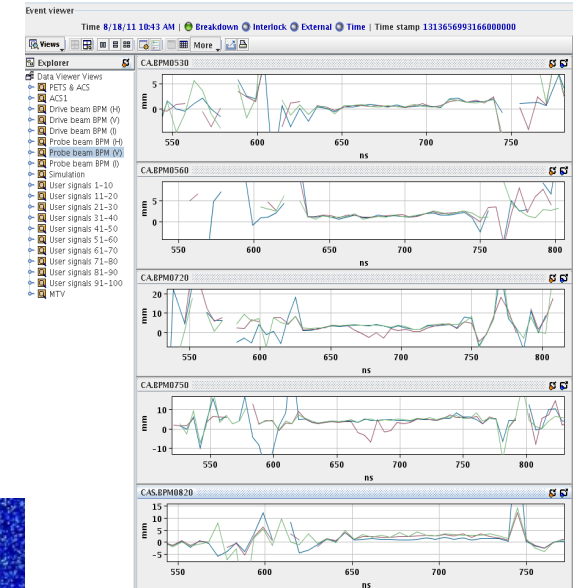 Event viewer
Time 8/18/11 10:43 AM | Breakdown Interlock External Time | Time stamp 1313656993166000000
Views More
Explorer
Data Viewer Views
PETS & ACS
ACS1
Drive beam BPM (H)
Drive beam BPM (V)
Drive beam BPM (I)
Probe beam BPM (H)
Probe beam BPM (V)
Probe beam BPM (I)
Simulation
User signals 1-10
User signals 11-20
User signals 21-30
User signals 31-40
User signals 41-50
User signals 51-60
User signals 61-70
User signals 71-80
User signals 81-90
User signals 91-100
MTV
CA.BPM0530
5
0
mm
550 600 650 700 750
ns
CA.BPM0560
5
0
mm
550 600 650 700 750 800
ns
CA.BPM0720
20
10
0
mm
550 600 650 700 750 800
ns
CA.BPM0750
10
0
-10
mm
550 600 650 700 750 800
ns
CAS.BPM0820
15
10
5
0
-5
mm
550 600 650 700 750
ns